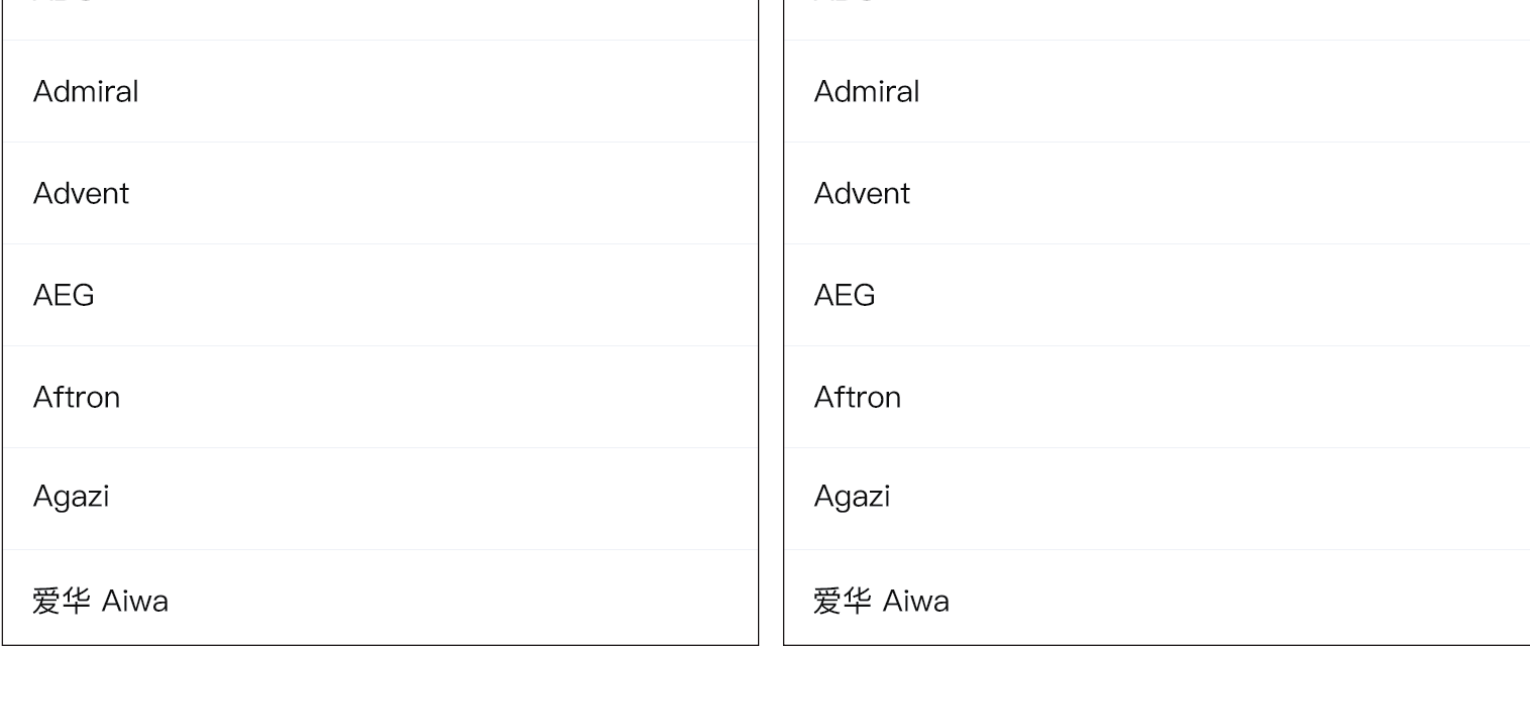 Admiral
Advent
AEG
Aftron
Agazi
爱华 Aiwa
Admiral
Advent
AEG
Aftron
Agazi
爱华 Aiwa